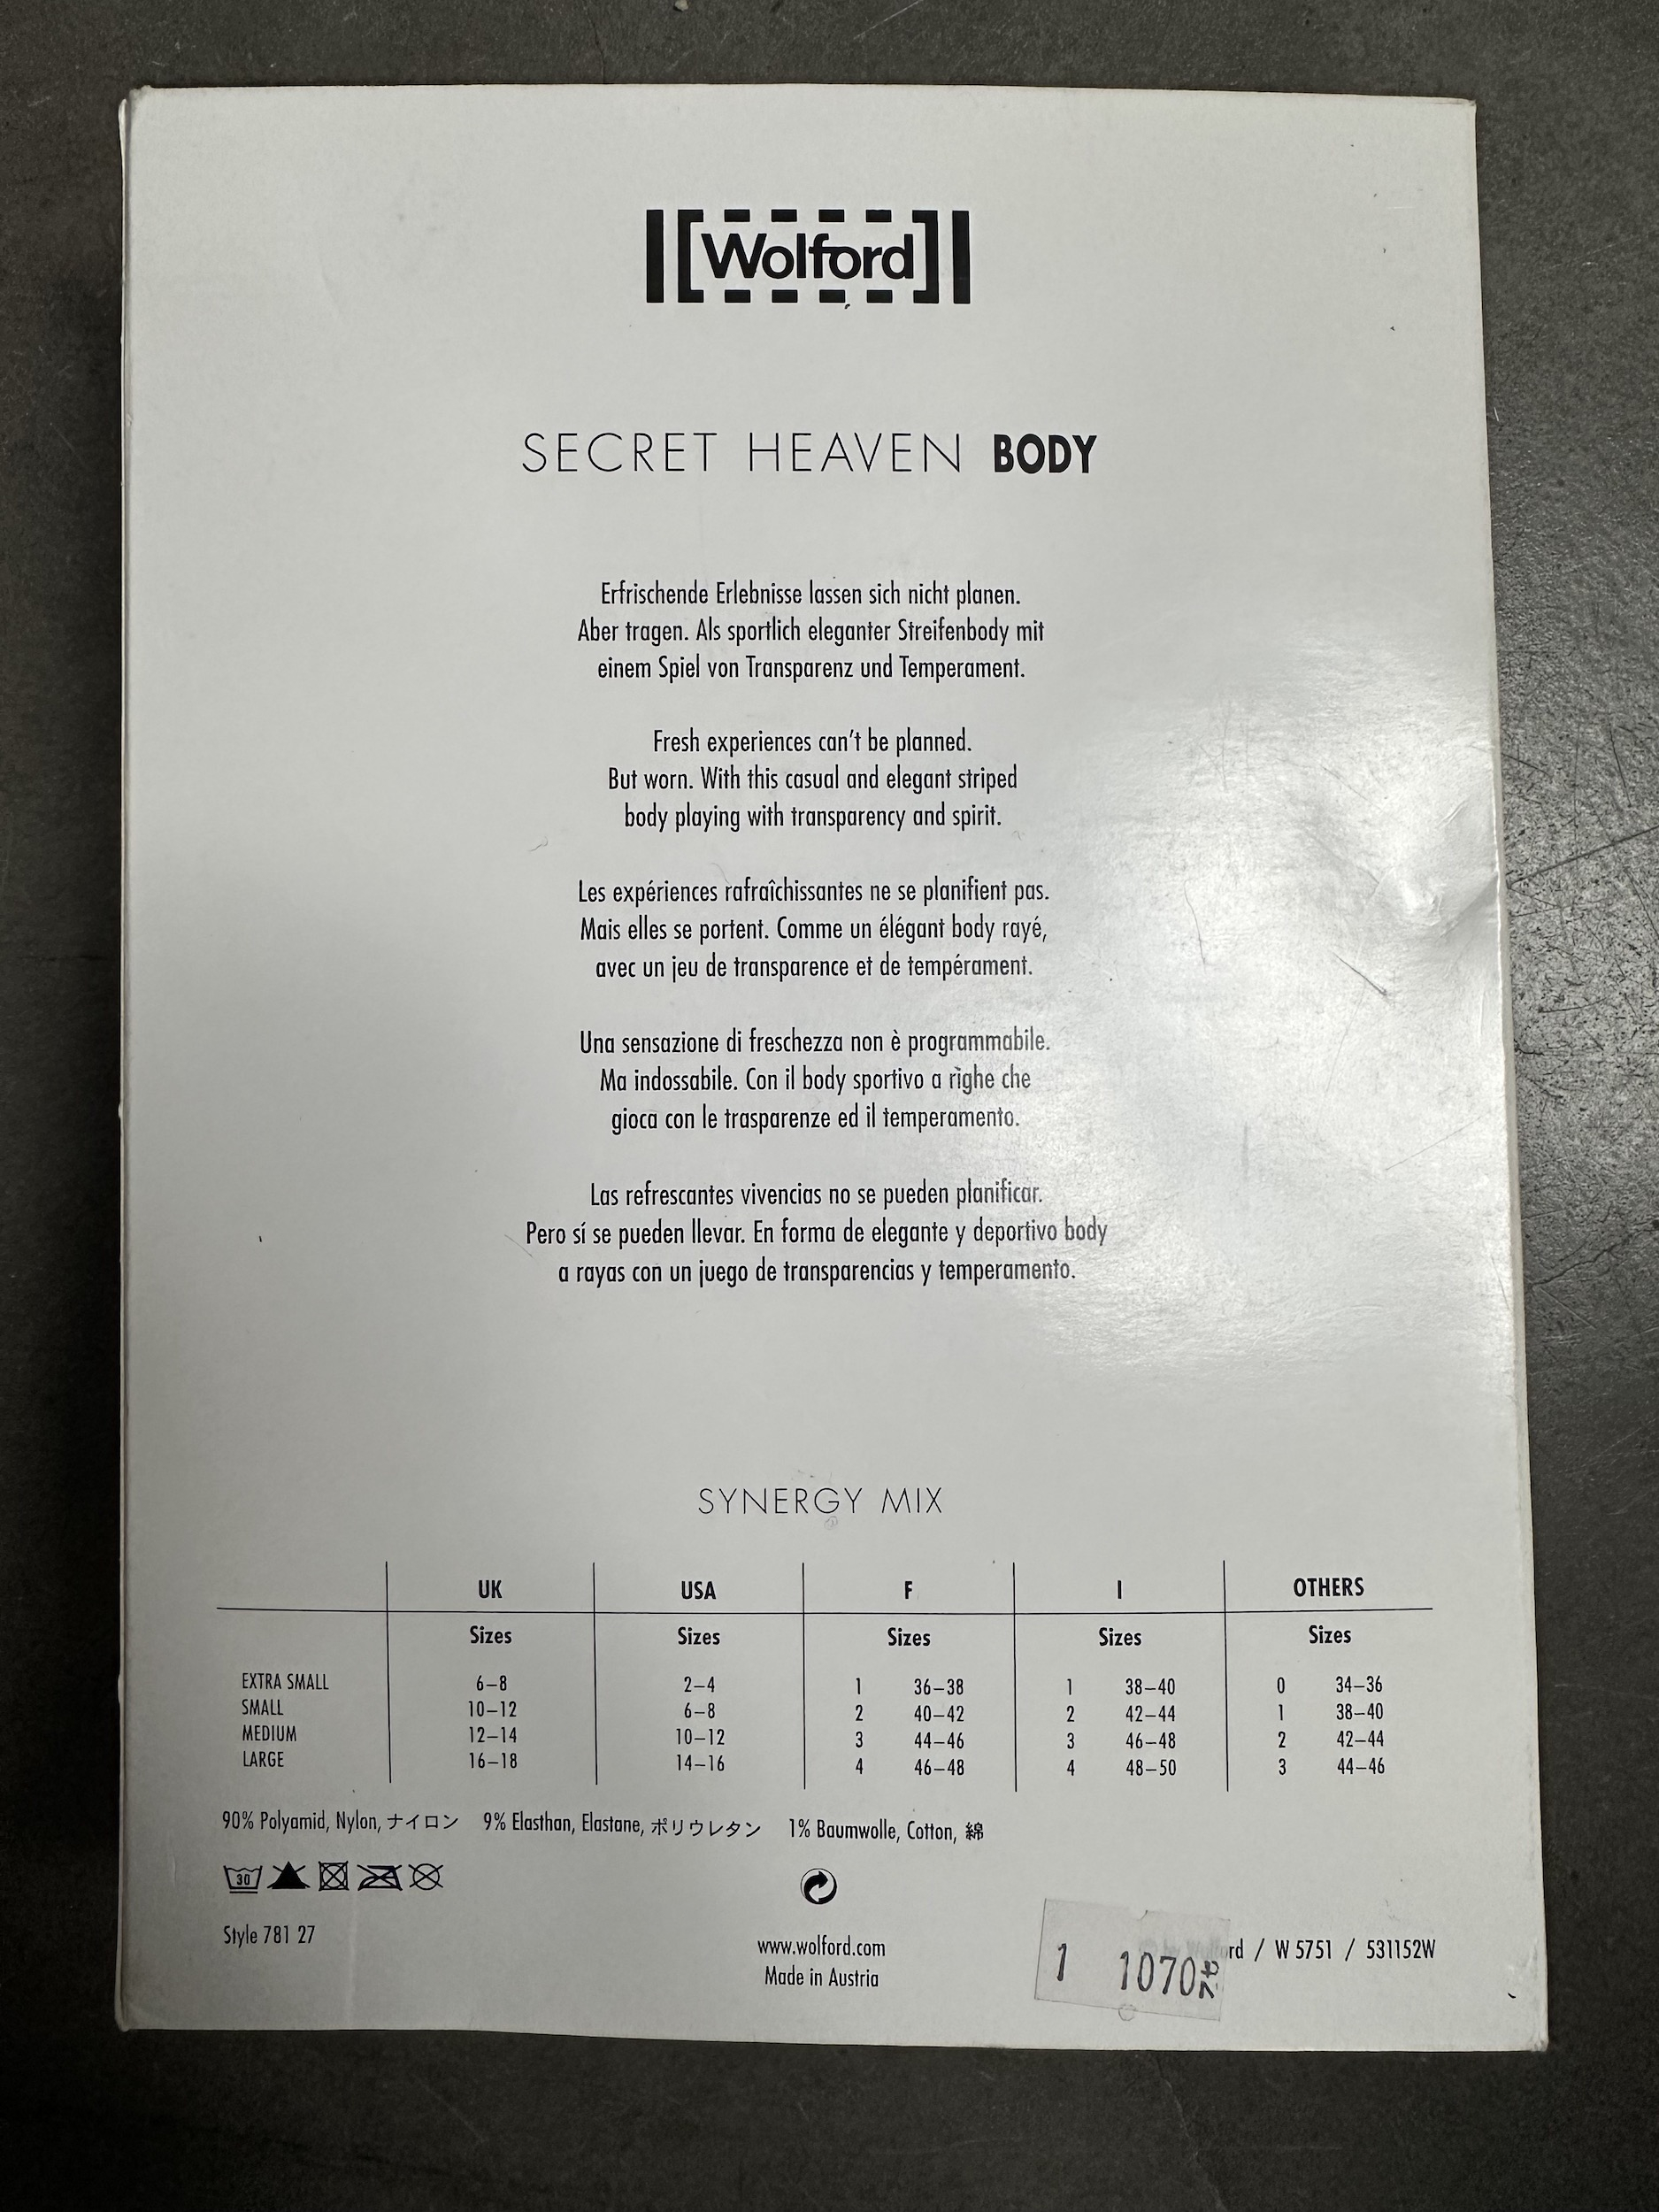 Wolford
SECRET HEAVEN BODY
Erfrischende Erlebnisse lassen sich nicht planen.
Aber tragen. Als sportlich eleganter Streifenbody mit
einem Spiel von Transparenz und Temperament.
Fresh experiences can't be planned.
But worn. With this casual and elegant striped
body playing with transparency and spirit.
Les expériences rafraîchissantes ne se planifient pas.
Mais elles se portent. Comme un élégant body rayé,
avec un jeu de transparence et de tempérament.
Una sensazione di freschezza non è programmabile.
Ma indossabile. Con il body sportivo a righe che
gioca con le trasparenze ed il temperamento.
Las refrescantes vivencias no se pueden planificar.
Pero sí se pueden llevar. En forma de elegante y deportivo body
a rayas con un juego de transparencias y temperamento.
SYNERGY MIX
UK USA F I OTHERS
Sizes Sizes Sizes Sizes Sizes
EXTRA SMALL 6–8 2–4 1 36–38 1 38–40 0 34–36
SMALL 10–12 6–8 2 40–42 2 42–44 1 38–40
MEDIUM 12–14 10–12 3 44–46 3 46–48 2 42–44
LARGE 16–18 14–16 4 46–48 4 48–50 3 44–46
90% Polyamid, Nylon, ナイロン 9% Elasthan, Elastane, ポリウレタン 1% Baumwolle, Cotton, 綿
30
Style 781 27
www.wolford.com
Made in Austria
1 1070
rd / W 5751 / 531152W